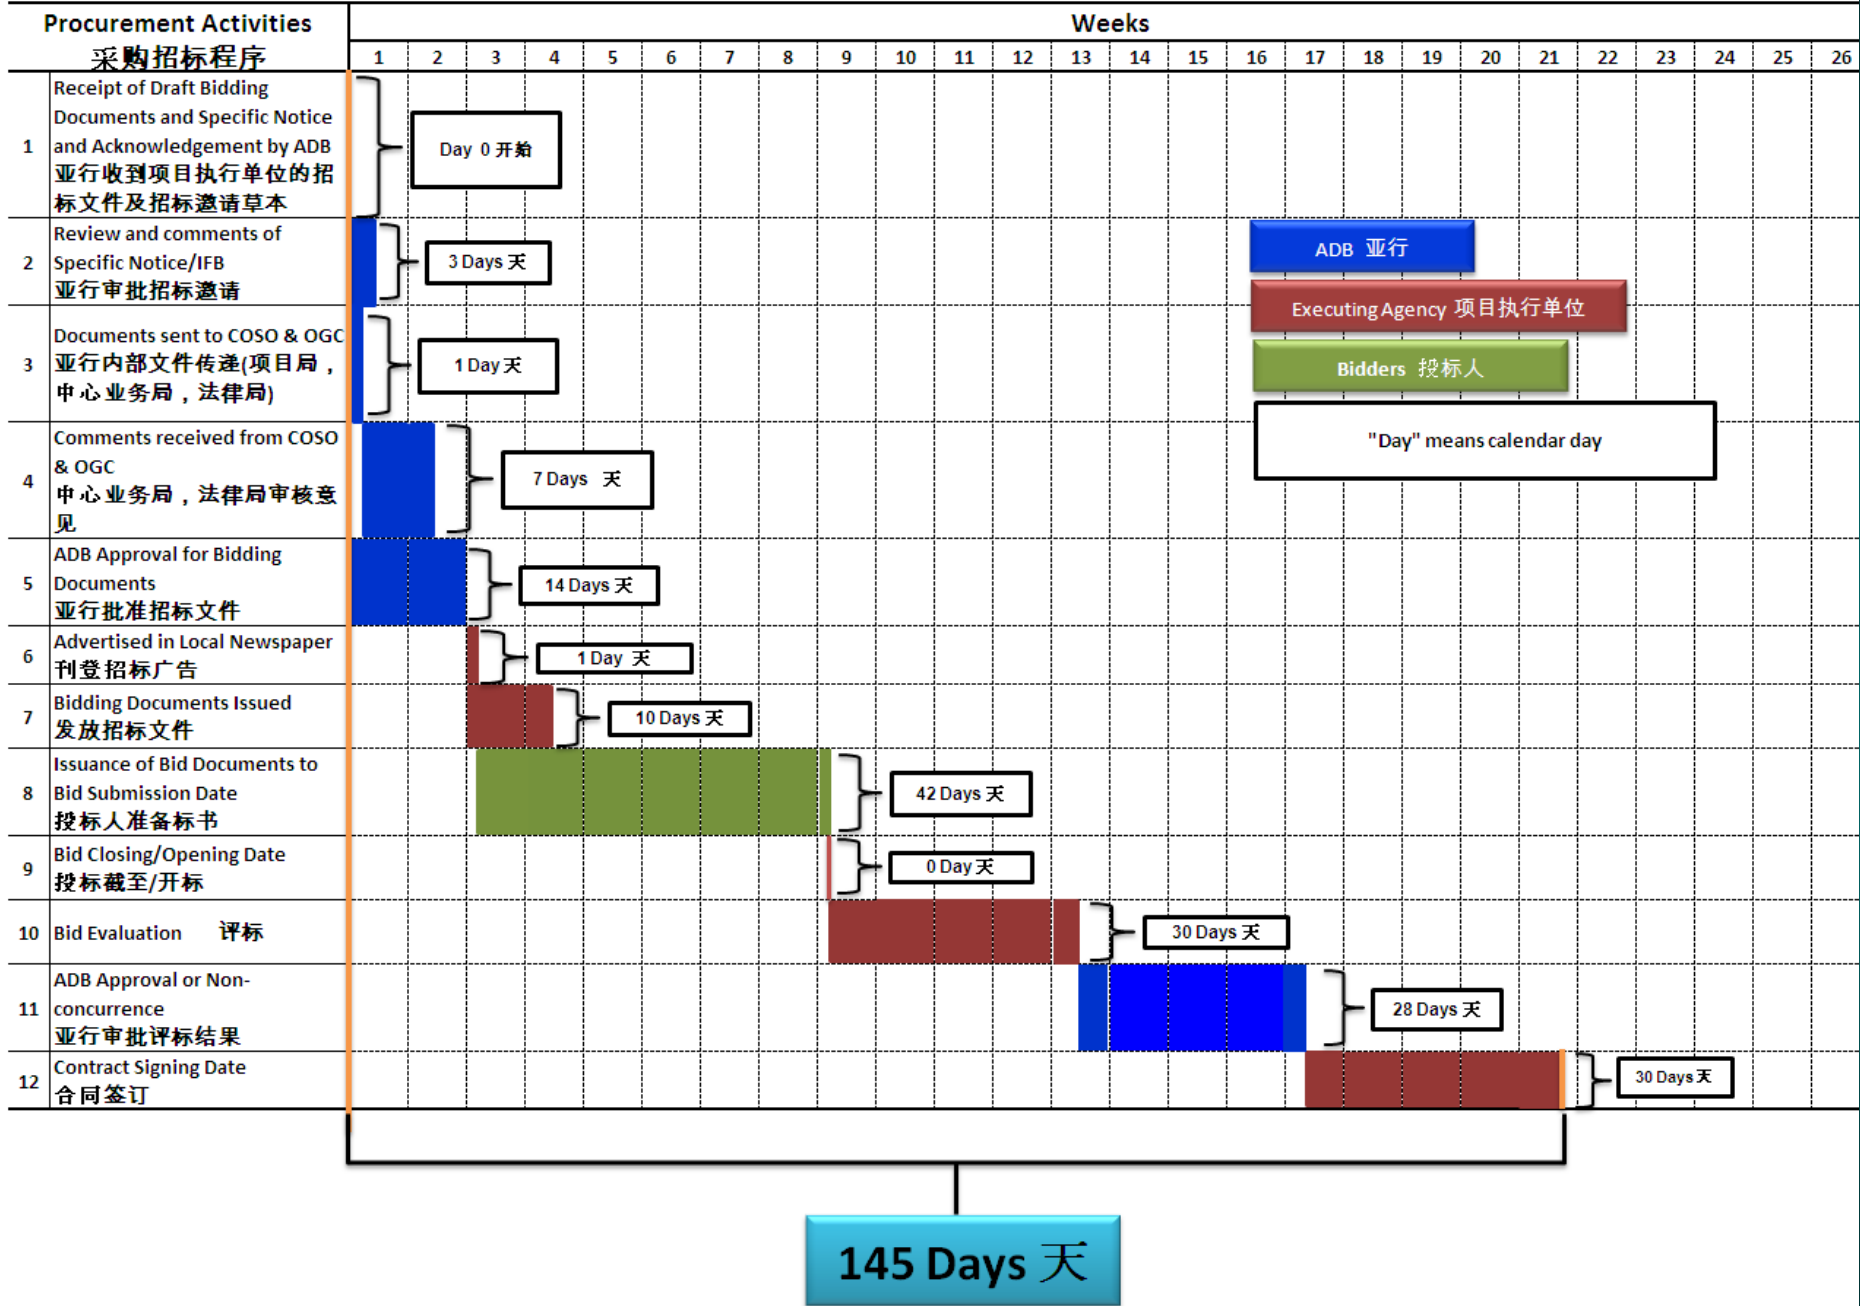 Procurement Activities
采购招标程序
Weeks
1 2 3 4 5 6 7 8 9 10 11 12 13 14 15 16 17 18 19 20 21 22 23 24 25 26
1
Receipt of Draft Bidding
Documents and Specific Notice
and Acknowledgement by ADB
亚行收到项目执行单位的招
标文件及招标邀请草本
Day 0 开始
2
Review and comments of
Specific Notice/IFB
亚行审批招标邀请
3 Days 天
ADB 亚行
Executing Agency 项目执行单位
Bidders 投标人
"Day" means calendar day
3
Documents sent to COSO & OGC
亚行内部文件传递(项目局，
中心业务局，法律局)
1 Day 天
4
Comments received from COSO
& OGC
中心业务局，法律局审核意
见
7 Days 天
5
ADB Approval for Bidding
Documents
亚行批准招标文件
14 Days 天
6
Advertised in Local Newspaper
刊登招标广告
1 Day 天
7
Bidding Documents Issued
发放招标文件
10 Days 天
8
Issuance of Bid Documents to
Bid Submission Date
投标人准备标书
42 Days 天
9
Bid Closing/Opening Date
投标截至/开标
0 Day 天
10
Bid Evaluation 评标
30 Days 天
11
ADB Approval or Non-
concurrence
亚行审批评标结果
28 Days 天
12
Contract Signing Date
合同签订
30 Days 天
145 Days 天